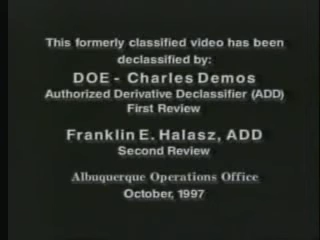 This formerly classified video has been
declassified by:
DOE - Charles Demos
Authorized Derivative Declassifier (ADD)
First Review
Franklin E. Halasz, ADD
Second Review
Albuquerque Operations Office
October, 1997